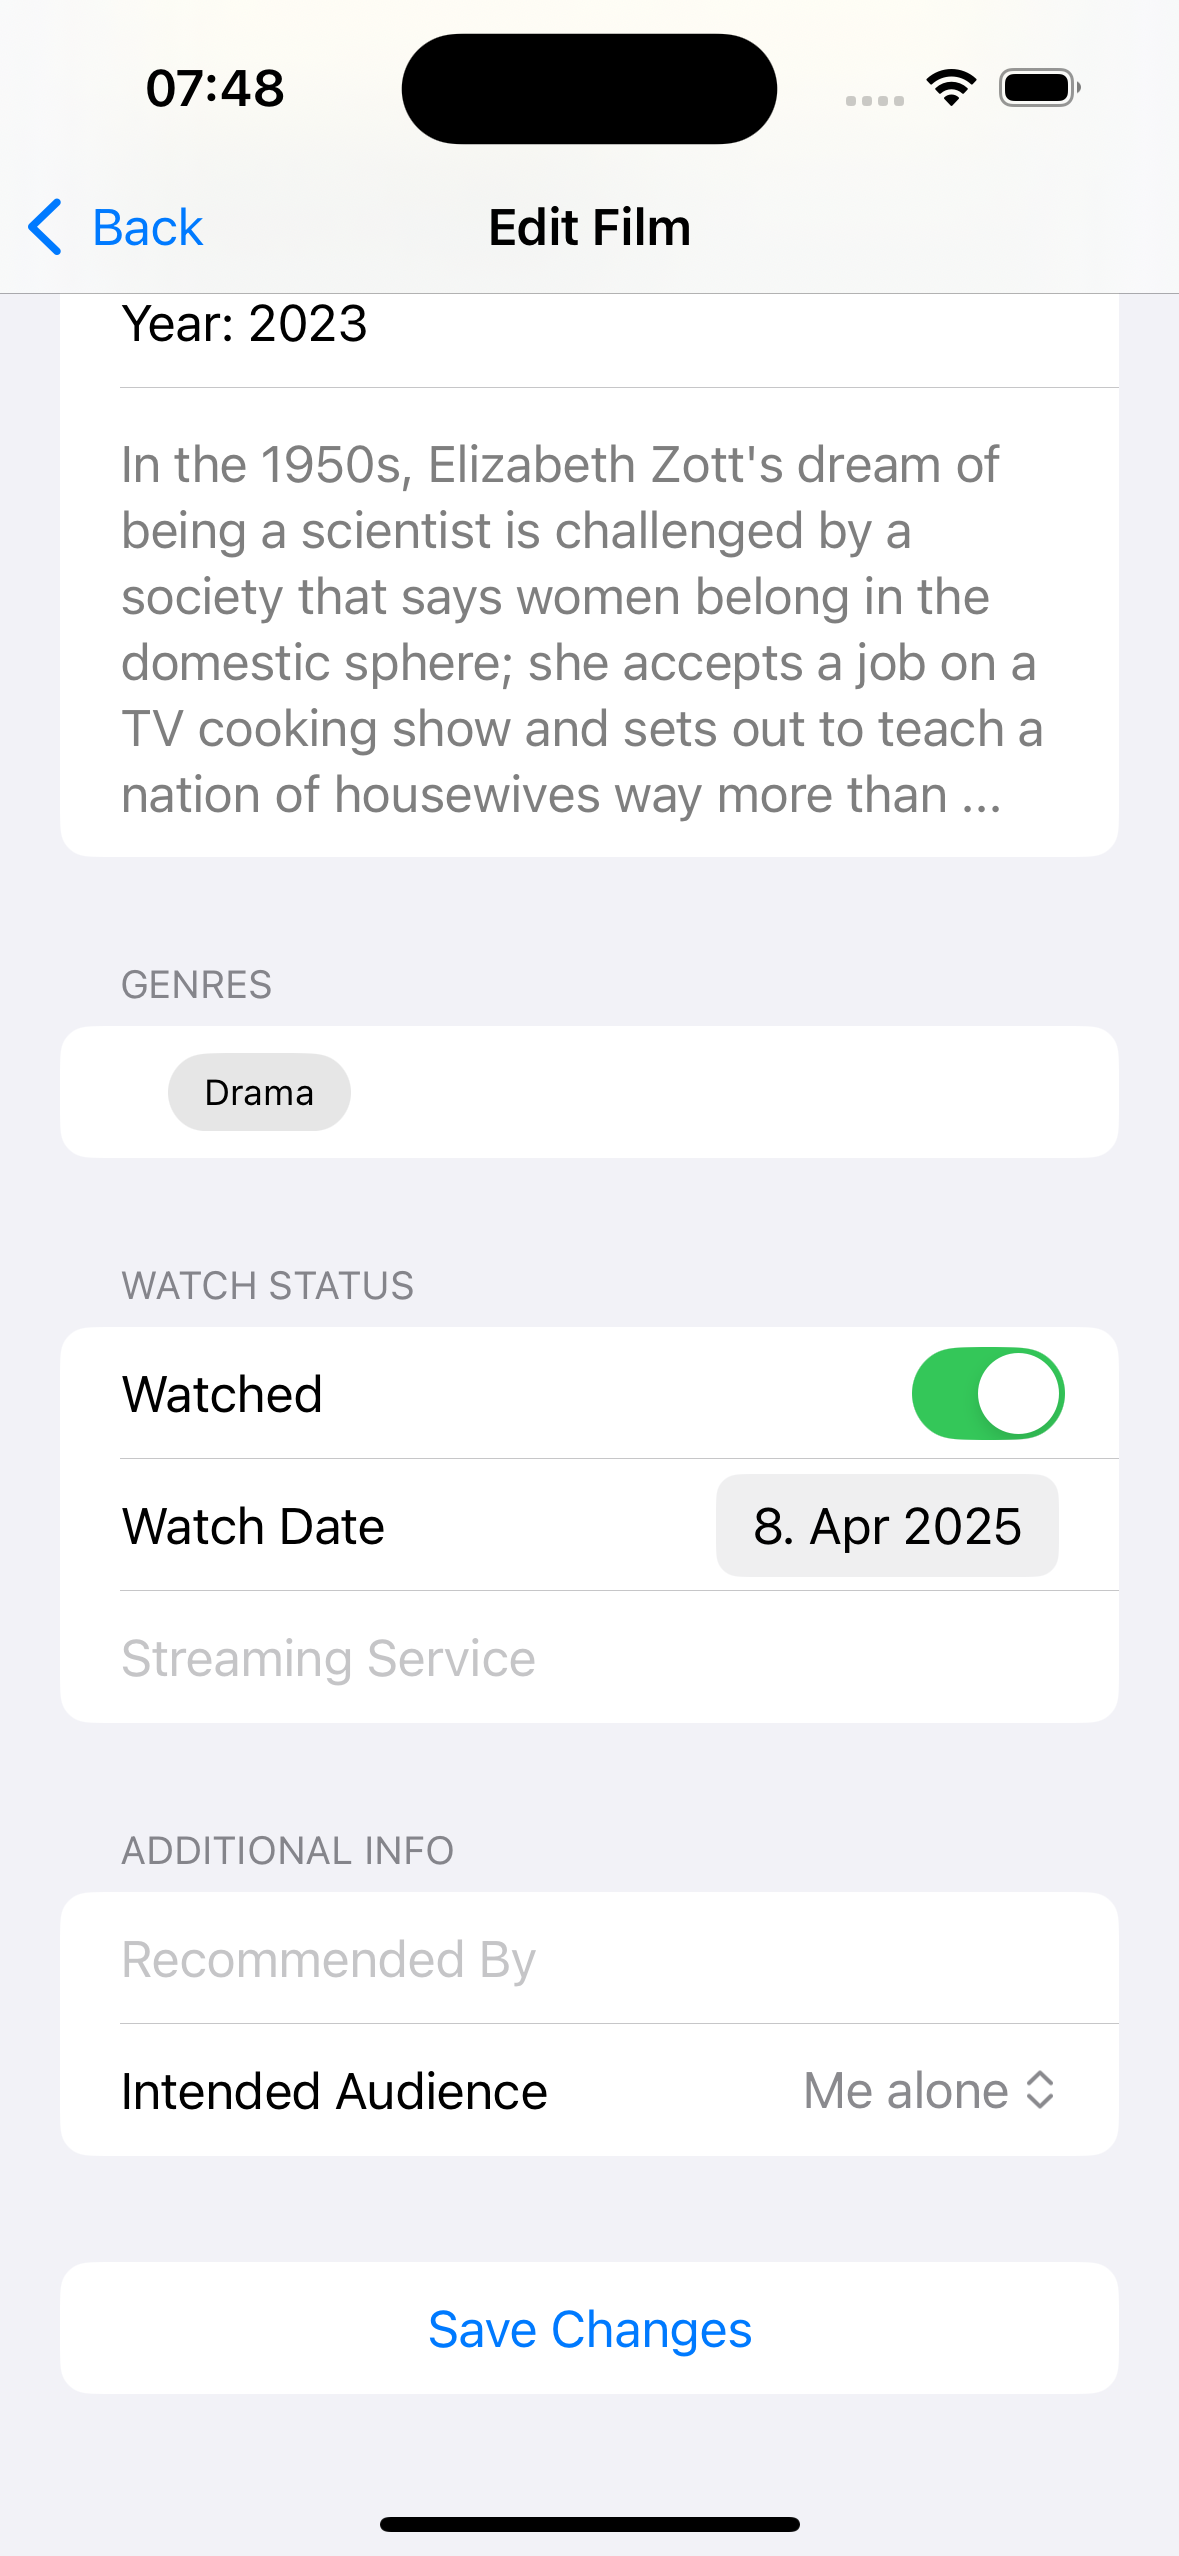 07:48
Back
Edit Film
Year: 2023
In the 1950s, Elizabeth Zott's dream of
being a scientist is challenged by a
society that says women belong in the
domestic sphere; she accepts a job on a
TV cooking show and sets out to teach a
nation of housewives way more than ...
GENRES
Drama
WATCH STATUS
Watched
Watch Date
8. Apr 2025
Streaming Service
ADDITIONAL INFO
Recommended By
Intended Audience
Me alone
Save Changes